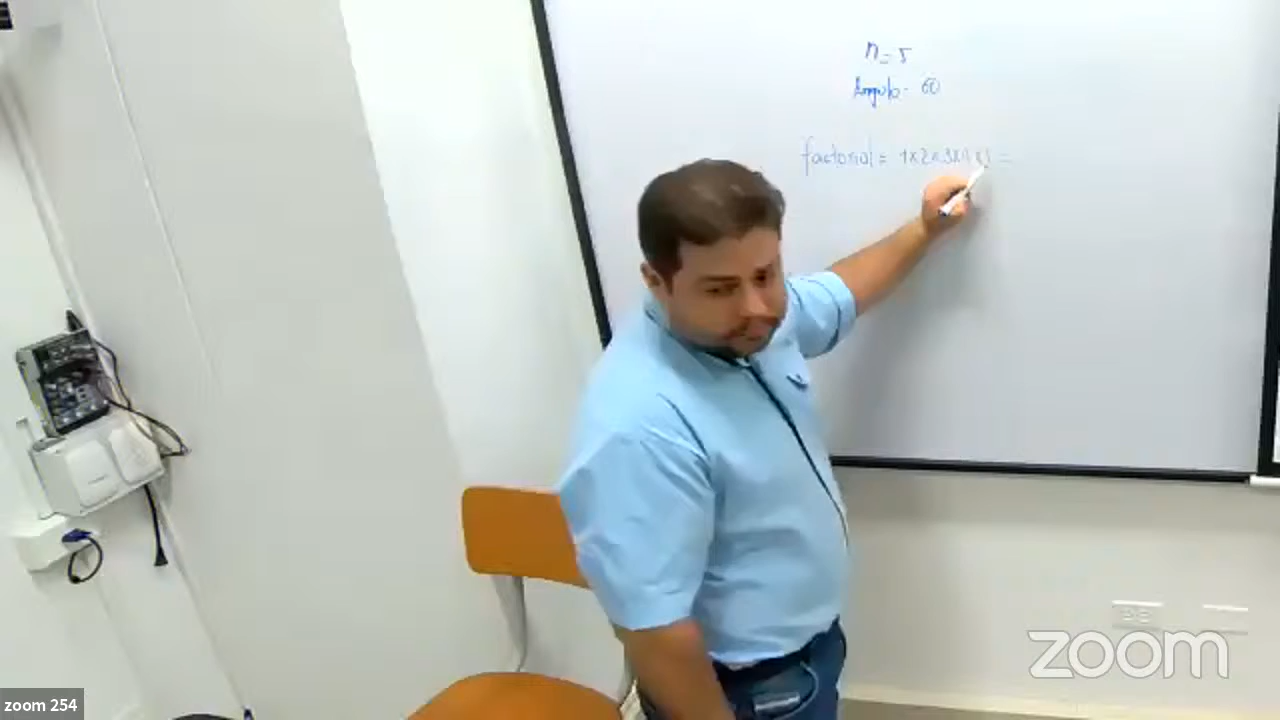 n=5
Angulo= 60
factorial = 1x2x3x4x5 =
zoom
zoom 254